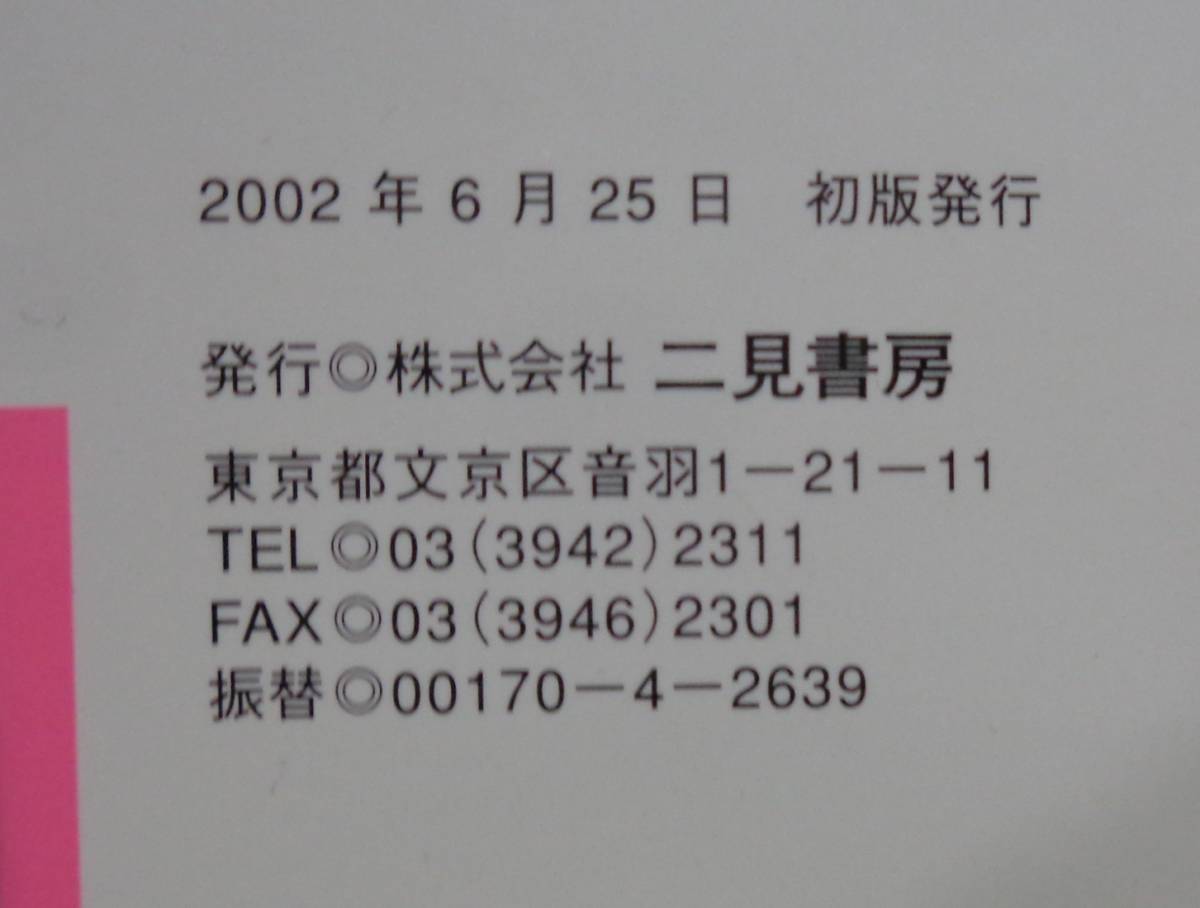 2002 年 6 月 25 日　初版発行
発行◎株式会社 二見書房
東京都文京区音羽1－21－11
TEL◎03(3942)2311
FAX◎03(3946)2301
振替◎00170－4－2639